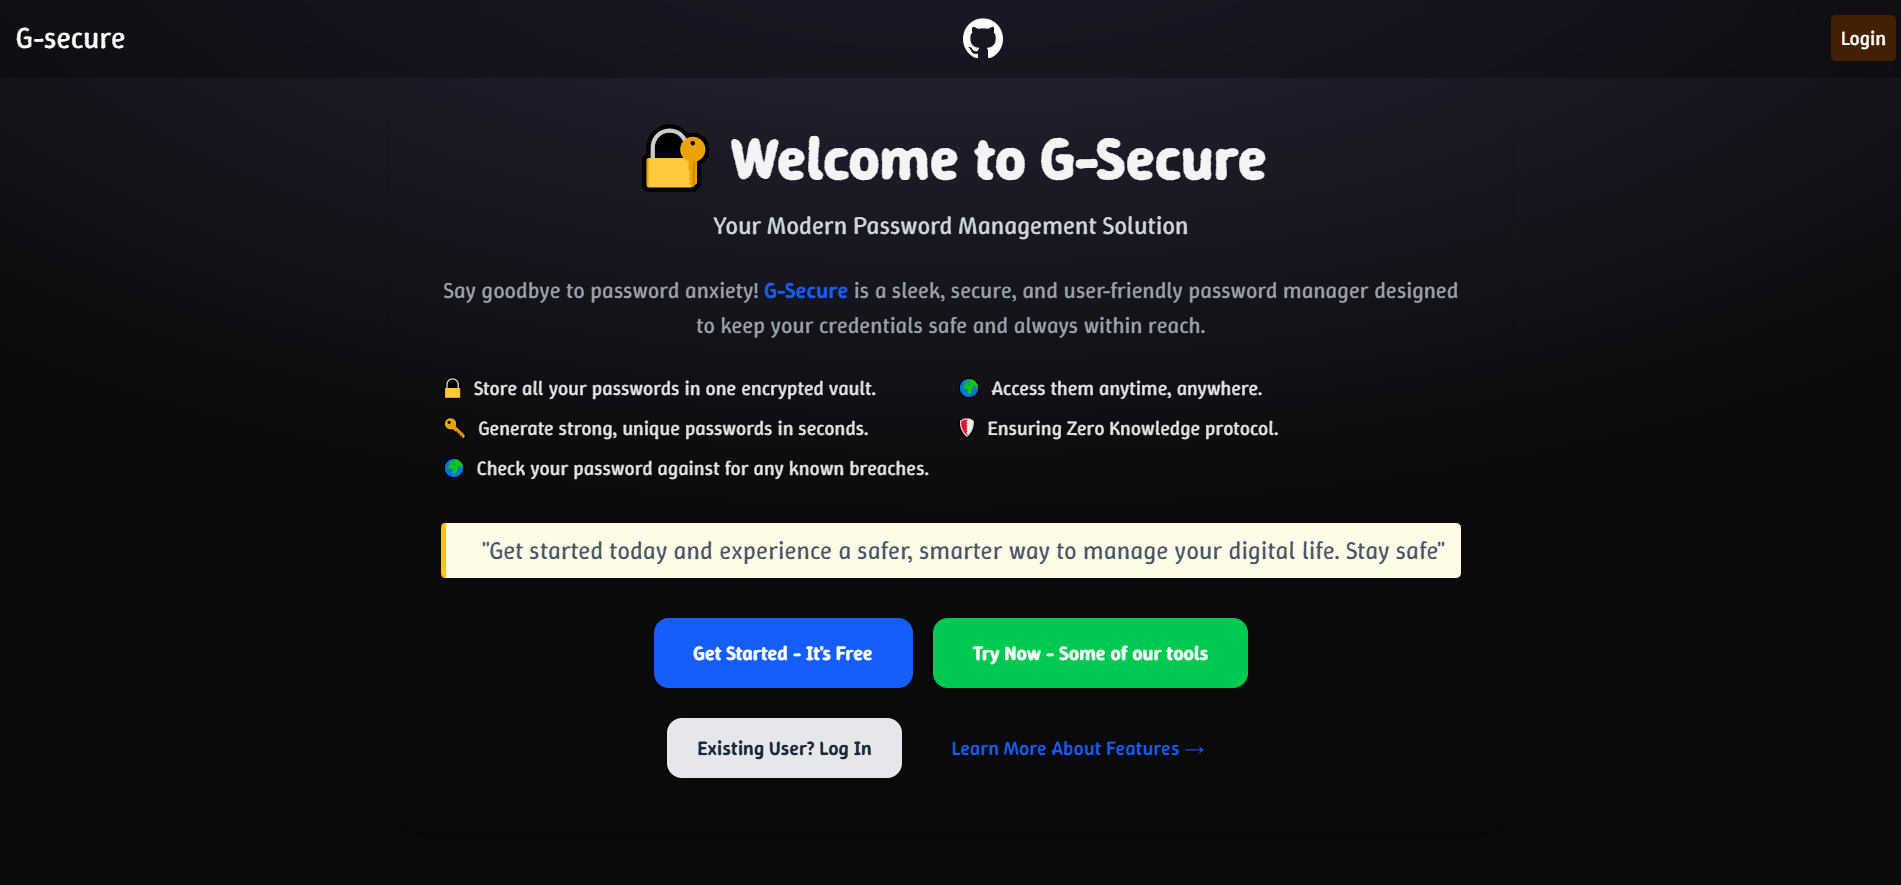 G-secure
Login
Welcome to G-Secure
Your Modern Password Management Solution
Say goodbye to password anxiety! G-Secure is a sleek, secure, and user-friendly password manager designed
to keep your credentials safe and always within reach.
Store all your passwords in one encrypted vault.
Access them anytime, anywhere.
Generate strong, unique passwords in seconds.
Ensuring Zero Knowledge protocol.
Check your password against for any known breaches.
"Get started today and experience a safer, smarter way to manage your digital life. Stay safe"
Get Started - It's Free
Try Now - Some of our tools
Existing User? Log In
Learn More About Features →